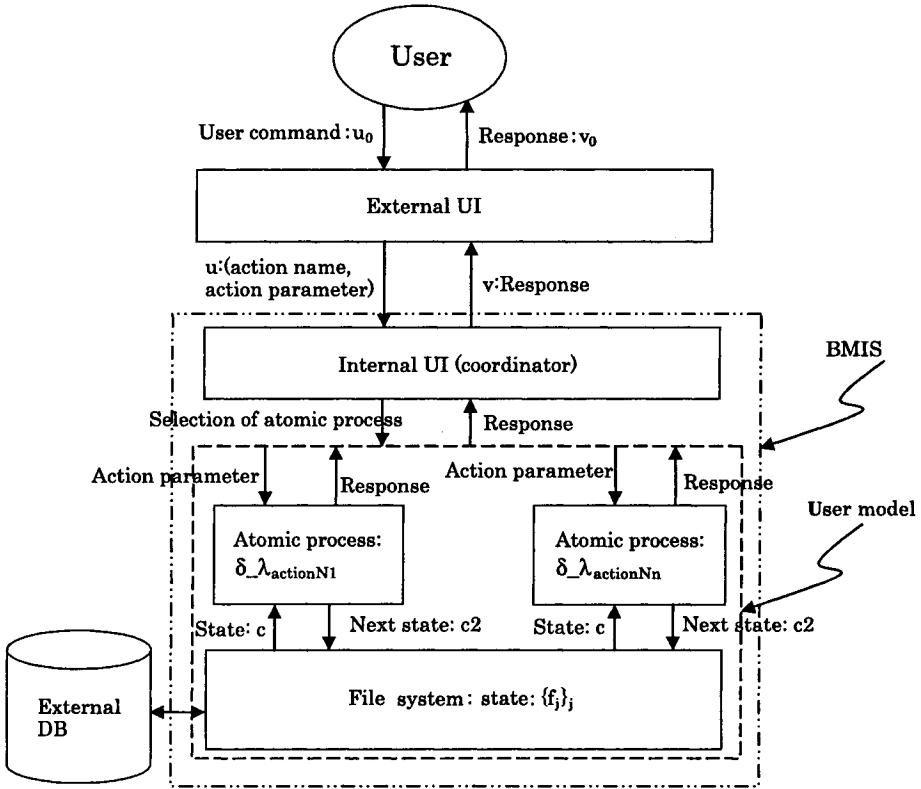 User
User command:u₀
Response:v₀
External UI
u:(action name,
action parameter)
v:Response
Internal UI (coordinator)
BMIS
Selection of atomic process
Response
Action parameter
Response
Action parameter
Response
User model
Atomic process:
δ_λactionN1
Atomic process:
δ_λactionNn
State: c
Next state: c2
State: c
Next state: c2
External
DB
File system: state: {fⱼ}ⱼ